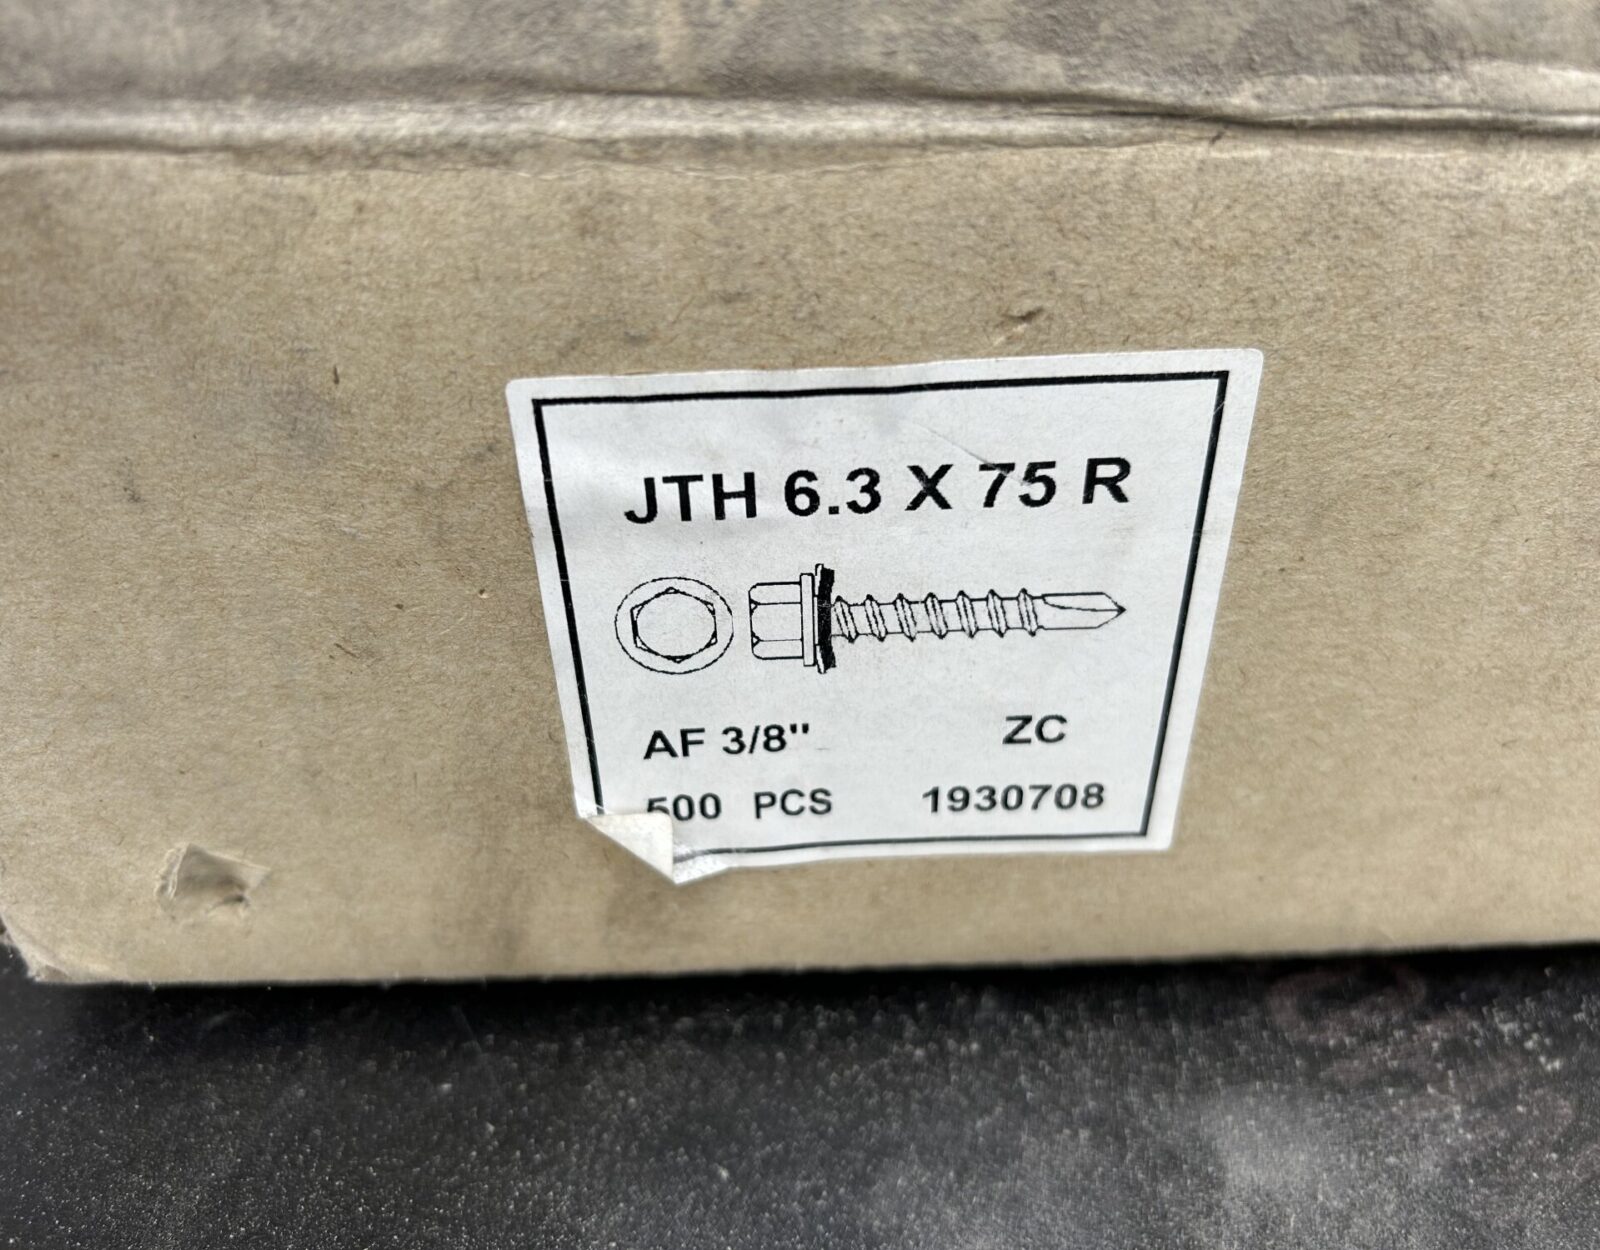 JTH 6.3 X 75 R
AF 3/8" ZC
500 PCS 1930708